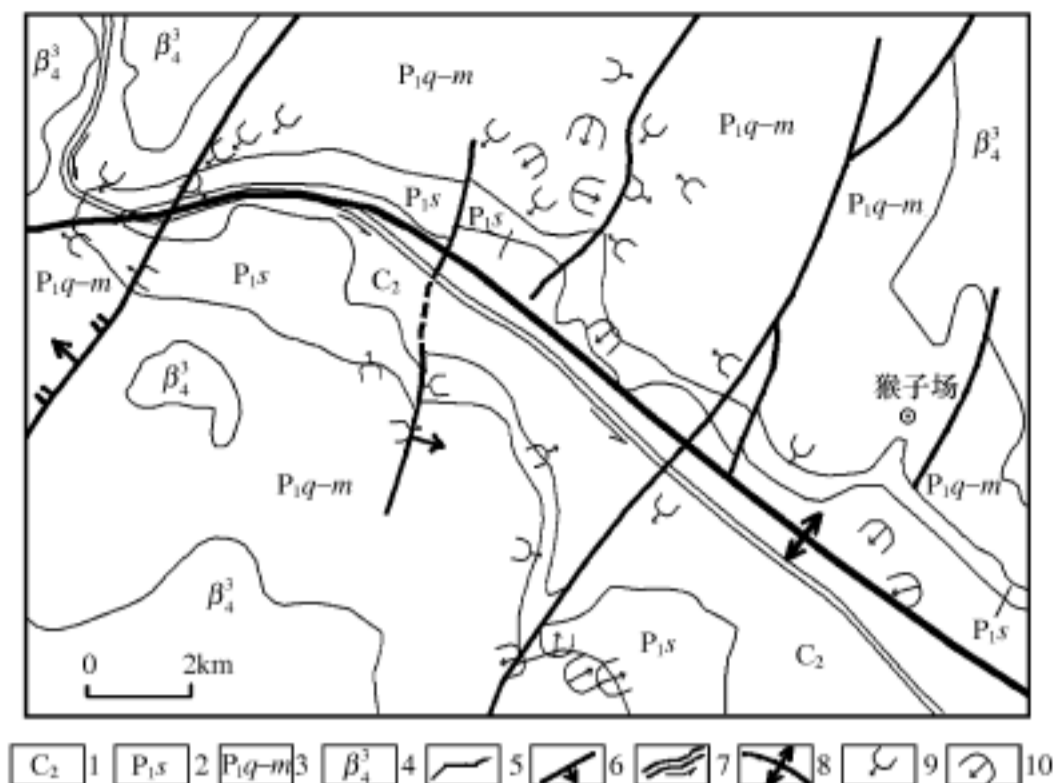 β₄³
β₄³
P₁q-m
P₁q-m
β₄³
P₁s
P₁s
P₁q-m
P₁q-m
P₁s
C₂
β₄³
猴子场
P₁q-m
P₁q-m
β₄³
P₁s
P₁s
C₂
0 2km
C₂ 1 P₁s 2 P₁q-m 3 β₄³ 4 5 6 7 8 9 10